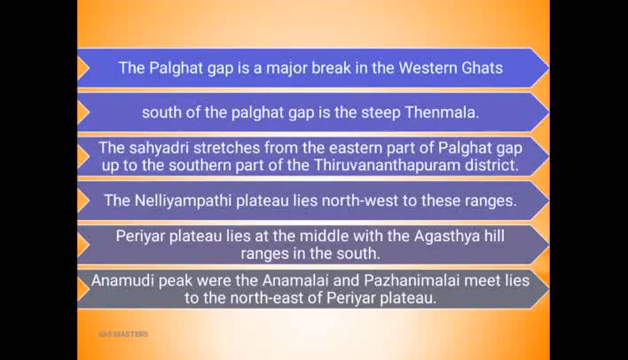 The Palghat gap is a major break in the Western Ghats
south of the palghat gap is the steep Thenmala.
The sahyadri stretches from the eastern part of Palghat gap
up to the southern part of the Thiruvananthapuram district.
The Nelliyampathi plateau lies north-west to these ranges.
Periyar plateau lies at the middle with the Agasthya hill
ranges in the south.
Anamudi peak were the Anamalai and Pazhanimalai meet lies
to the north-east of Periyar plateau.
MASTERS